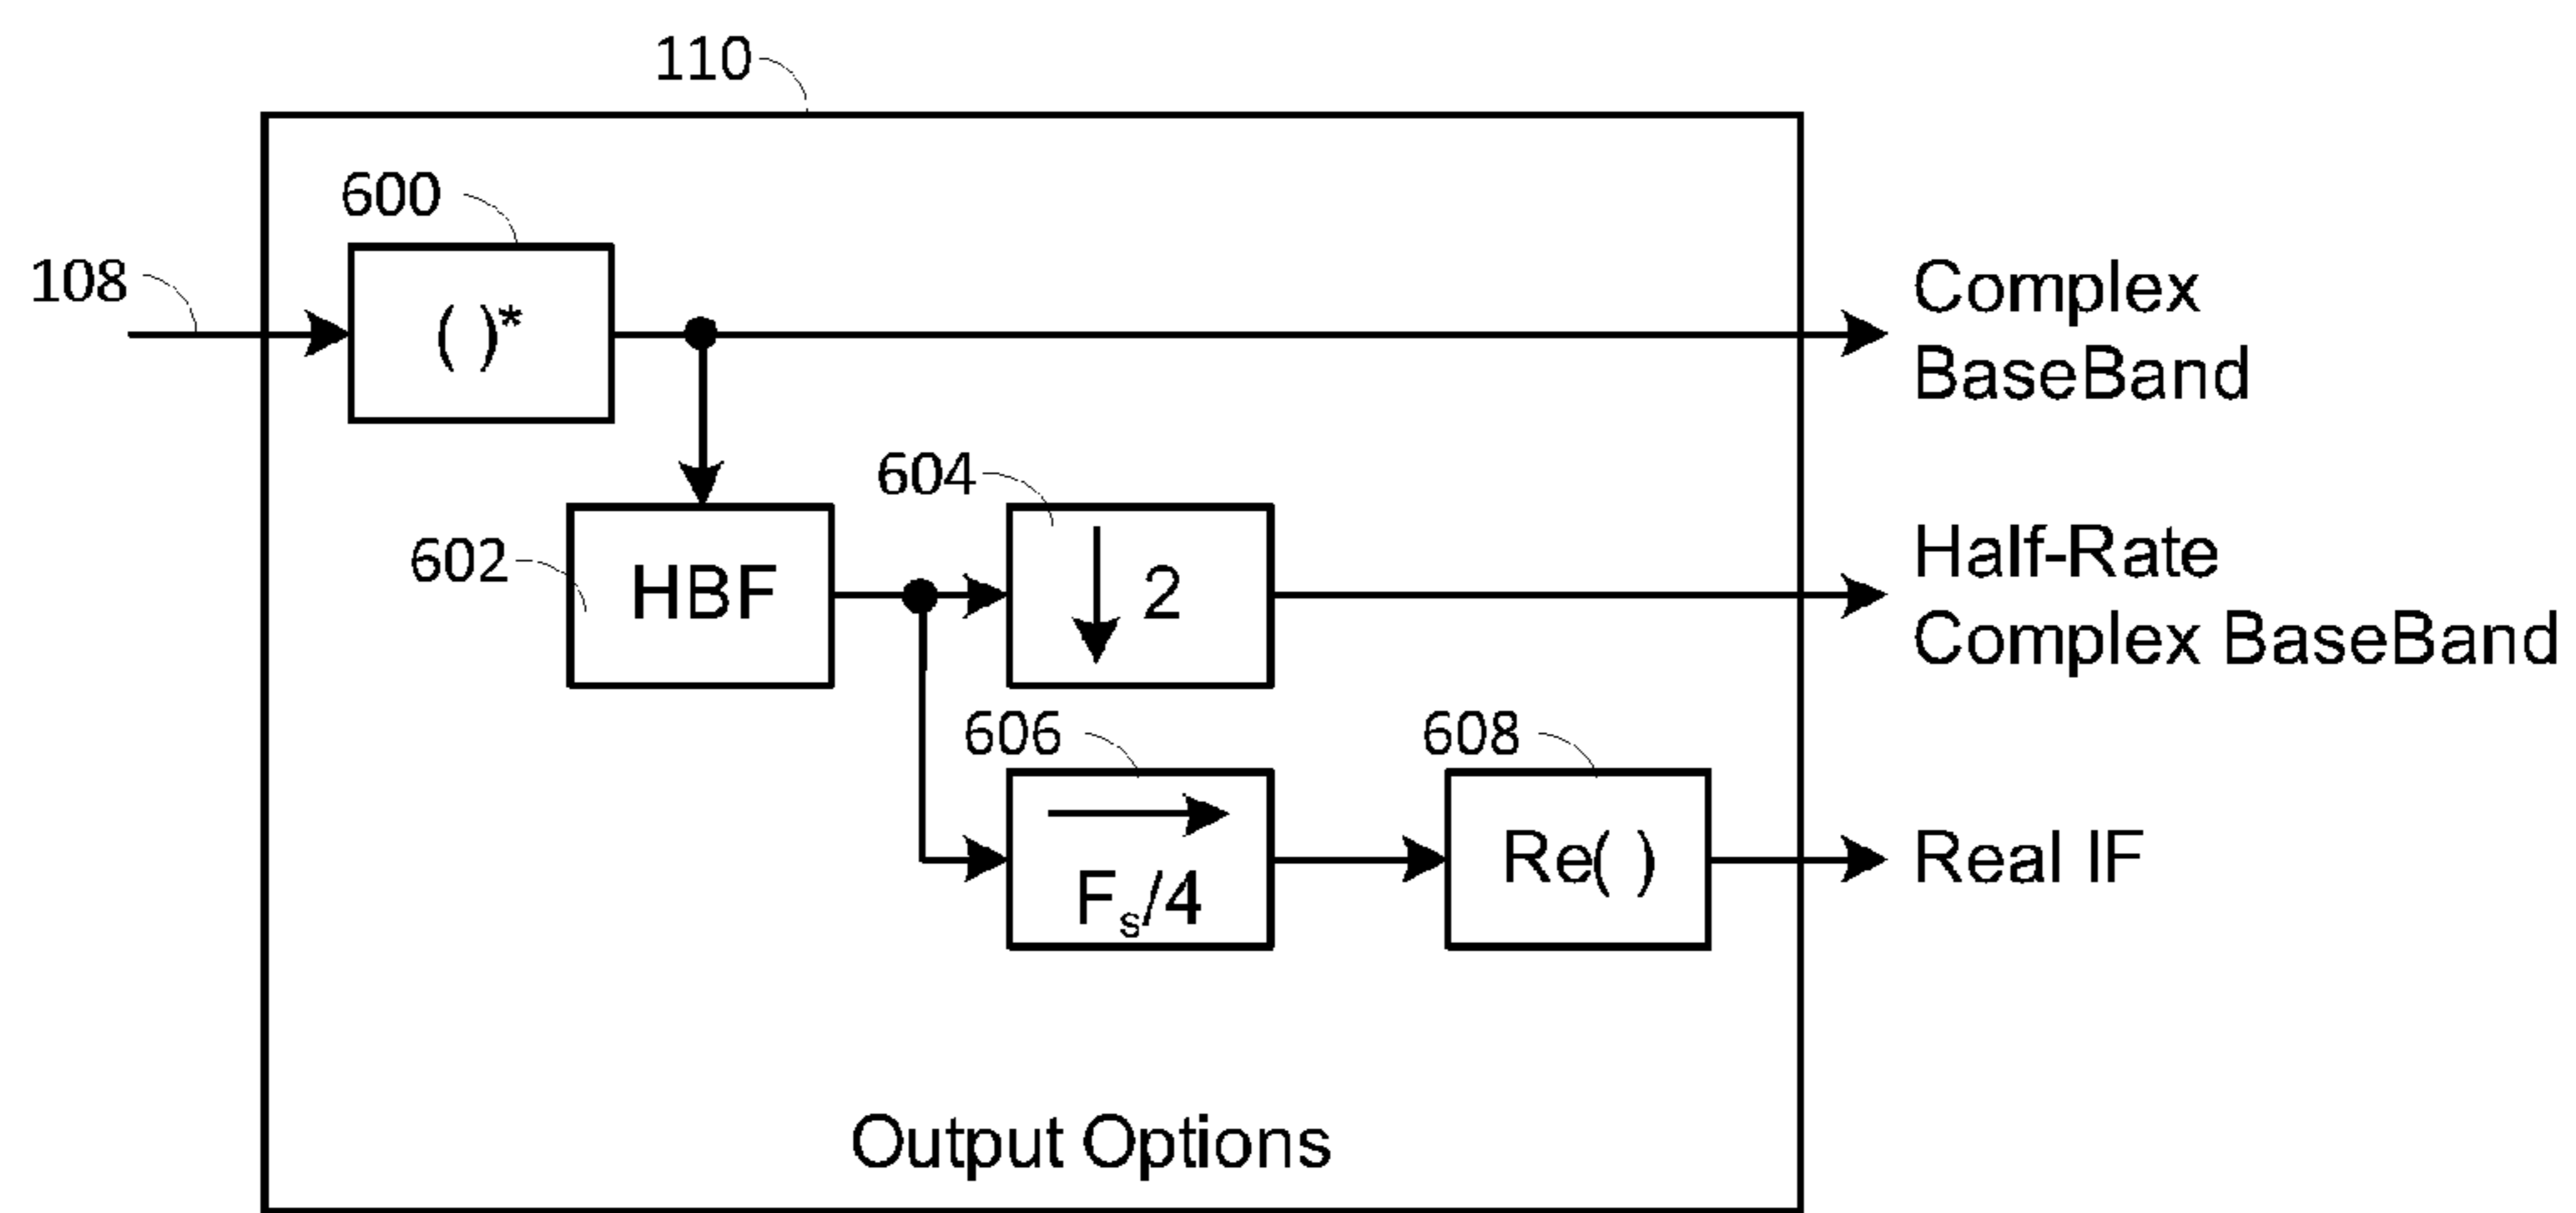 110
600
108
( )*
Complex
BaseBand
604
602
HBF
2
Half-Rate
Complex BaseBand
606
608
Fs/4
Re( )
Real IF
Output Options